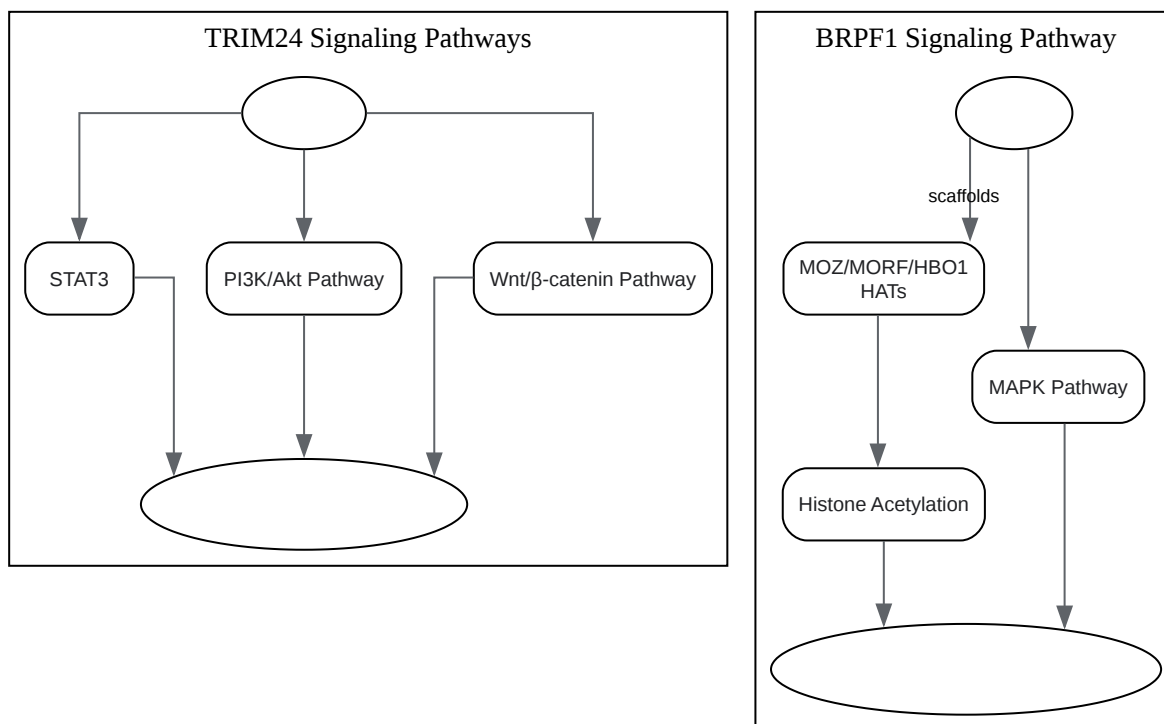 TRIM24 Signaling Pathways
STAT3
PI3K/Akt Pathway
Wnt/β-catenin Pathway
BRPF1 Signaling Pathway
scaffolds
MOZ/MORF/HBO1
HATs
MAPK Pathway
Histone Acetylation